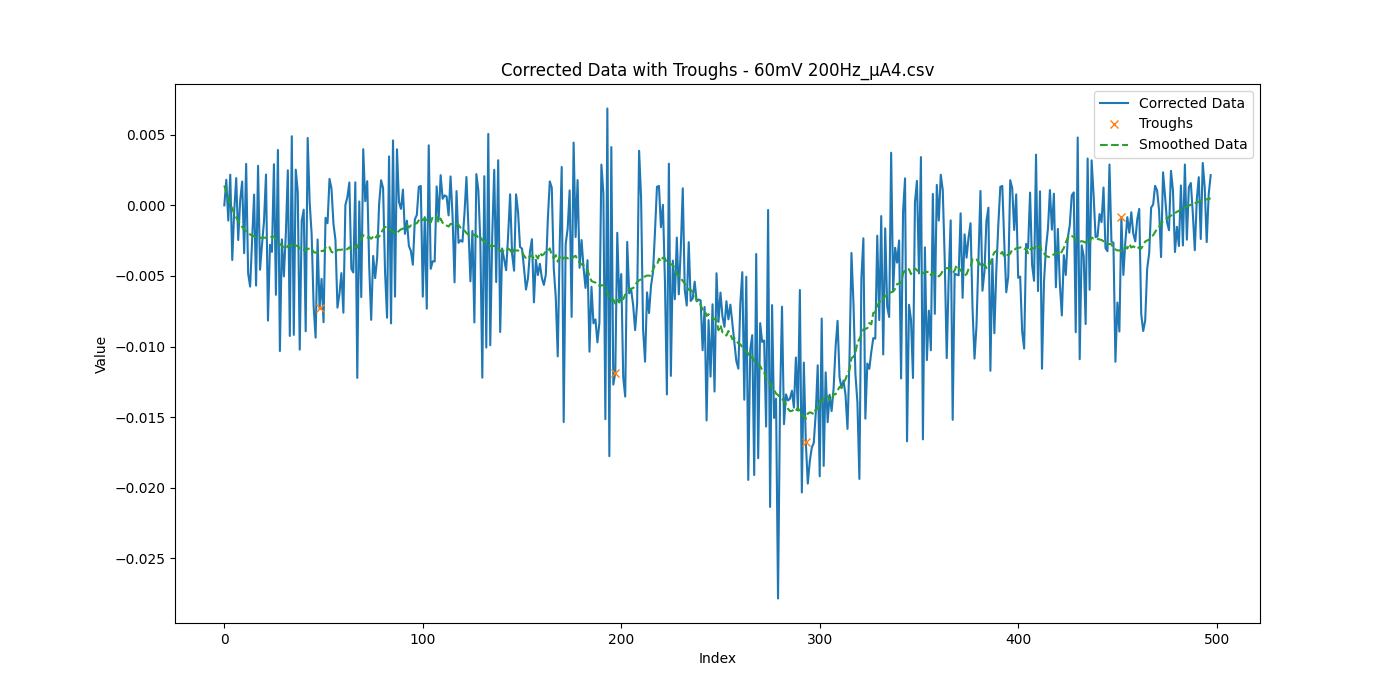 Corrected Data with Troughs - 60mV 200Hz_μA4.csv
Corrected Data
Troughs
Smoothed Data
Value
0.005
0.000
−0.005
−0.010
−0.015
−0.020
−0.025
0 100 200 300 400 500
Index